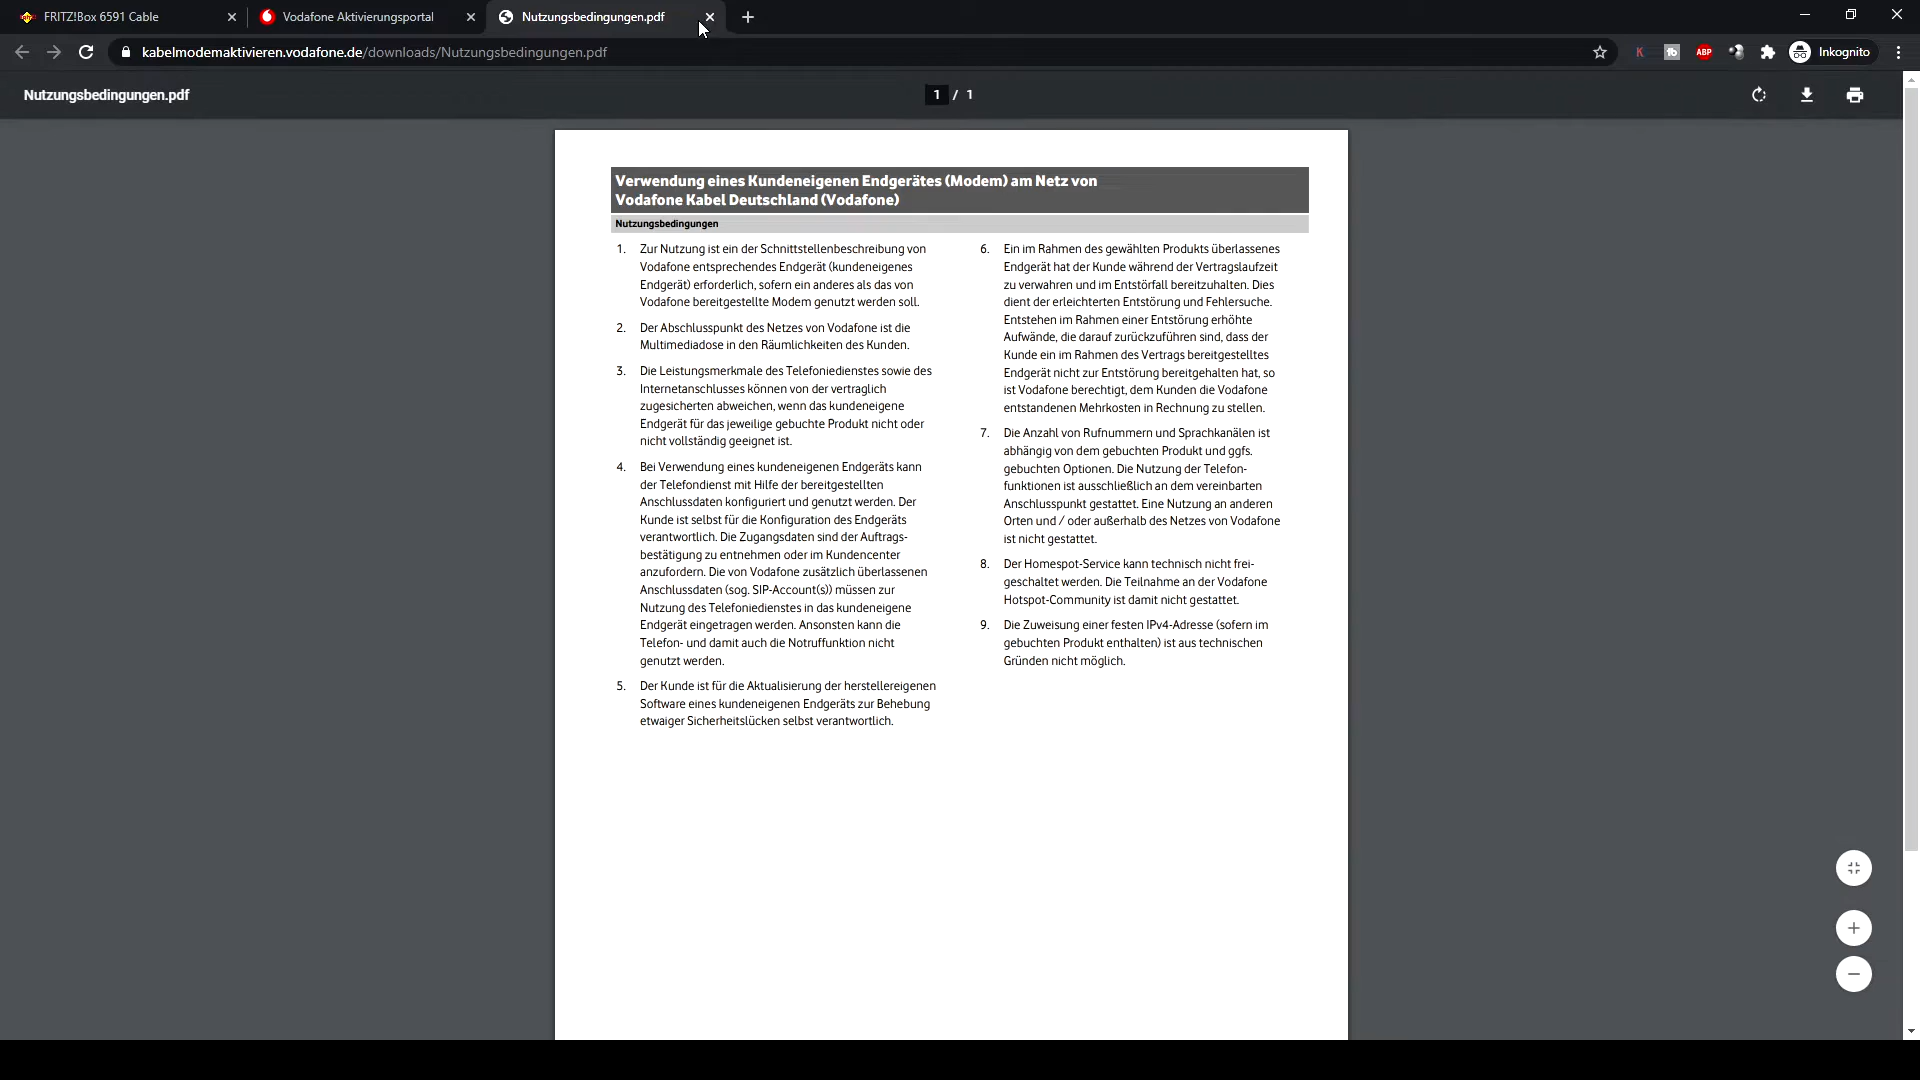 FRITZ!Box 6591 Cable
Vodafone Aktivierungsportal
Nutzungsbedingungen.pdf
kabelmodemaktivieren.vodafone.de/downloads/Nutzungsbedingungen.pdf
ABP
Inkognito
Nutzungsbedingungen.pdf
1 / 1
Verwendung eines Kundeneigenen Endgerätes (Modem) am Netz von
Vodafone Kabel Deutschland (Vodafone)
Nutzungsbedingungen
1. Zur Nutzung ist ein der Schnittstellenbeschreibung von
Vodafone entsprechendes Endgerät (kundeneigenes
Endgerät) erforderlich, sofern ein anderes als das von
Vodafone bereitgestellte Modem genutzt werden soll.
2. Der Abschlusspunkt des Netzes von Vodafone ist die
Multimediadose in den Räumlichkeiten des Kunden.
3. Die Leistungsmerkmale des Telefoniedienstes sowie des
Internetanschlusses können von der vertraglich
zugesicherten abweichen, wenn das kundeneigene
Endgerät für das jeweilige gebuchte Produkt nicht oder
nicht vollständig geeignet ist.
4. Bei Verwendung eines kundeneigenen Endgeräts kann
der Telefondienst mit Hilfe der bereitgestellten
Anschlussdaten konfiguriert und genutzt werden. Der
Kunde ist selbst für die Konfiguration des Endgeräts
verantwortlich. Die Zugangsdaten sind der Auftrags-
bestätigung zu entnehmen oder im Kundencenter
anzufordern. Die von Vodafone zusätzlich überlassenen
Anschlussdaten (sog. SIP-Account(s)) müssen zur
Nutzung des Telefoniedienstes in das kundeneigene
Endgerät eingetragen werden. Ansonsten kann die
Telefon- und damit auch die Notruffunktion nicht
genutzt werden.
5. Der Kunde ist für die Aktualisierung der herstellereigenen
Software eines kundeneigenen Endgeräts zur Behebung
etwaiger Sicherheitslücken selbst verantwortlich.
6. Ein im Rahmen des gewählten Produkts überlassenes
Endgerät hat der Kunde während der Vertragslaufzeit
zu verwahren und im Entstörfall bereitzuhalten. Dies
dient der erleichterten Entstörung und Fehlersuche.
Entstehen im Rahmen einer Entstörung erhöhte
Aufwände, die darauf zurückzuführen sind, dass der
Kunde ein im Rahmen des Vertrags bereitgestelltes
Endgerät nicht zur Entstörung bereitgehalten hat, so
ist Vodafone berechtigt, dem Kunden die Vodafone
entstandenen Mehrkosten in Rechnung zu stellen.
7. Die Anzahl von Rufnummern und Sprachkanälen ist
abhängig von dem gebuchten Produkt und ggfs.
gebuchten Optionen. Die Nutzung der Telefon-
funktionen ist ausschließlich an dem vereinbarten
Anschlusspunkt gestattet. Eine Nutzung an anderen
Orten und / oder außerhalb des Netzes von Vodafone
ist nicht gestattet.
8. Der Homespot-Service kann technisch nicht frei-
geschaltet werden. Die Teilnahme an der Vodafone
Hotspot-Community ist damit nicht gestattet.
9. Die Zuweisung einer festen IPv4-Adresse (sofern im
gebuchten Produkt enthalten) ist aus technischen
Gründen nicht möglich.